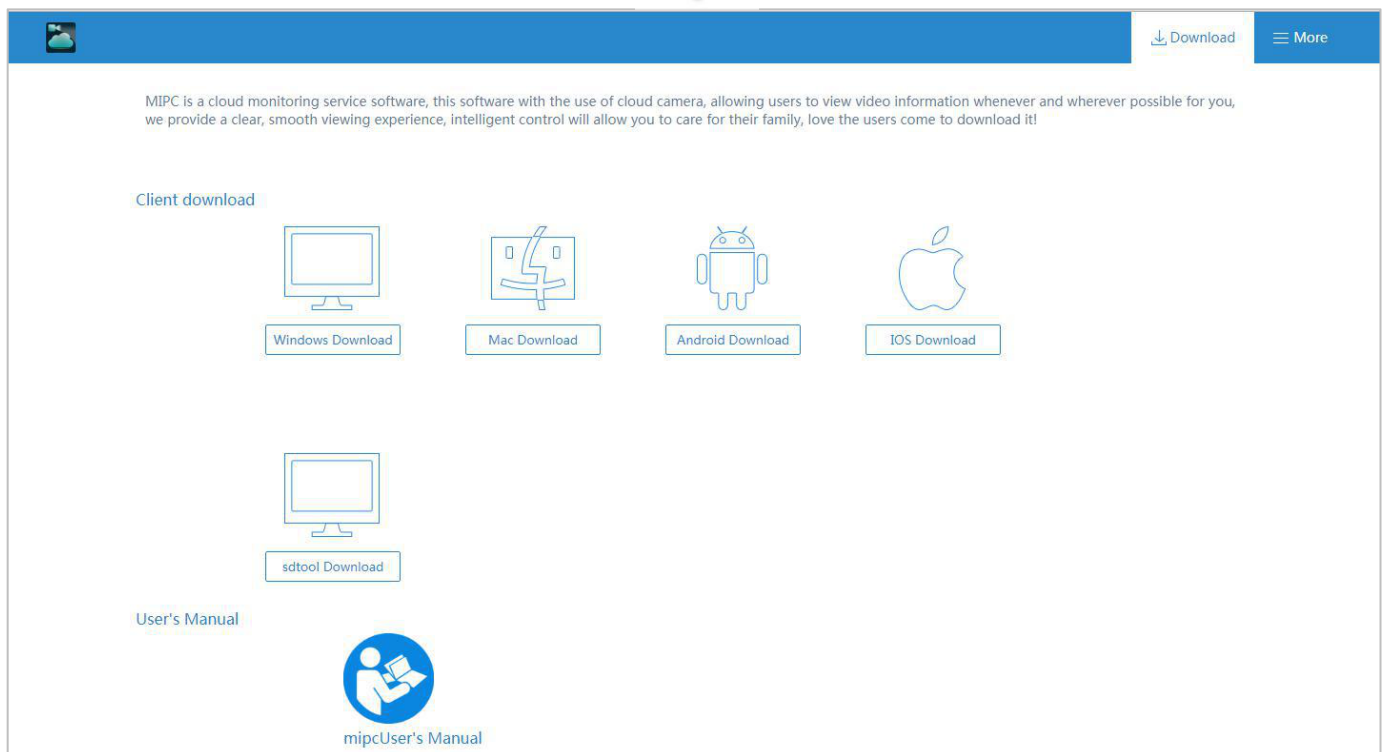 Download
More
MIPC is a cloud monitoring service software, this software with the use of cloud camera, allowing users to view video information whenever and wherever possible for you,
we provide a clear, smooth viewing experience, intelligent control will allow you to care for their family, love the users come to download it!
Client download
Windows Download
Mac Download
Android Download
IOS Download
sdtool Download
User's Manual
mipcUser's Manual